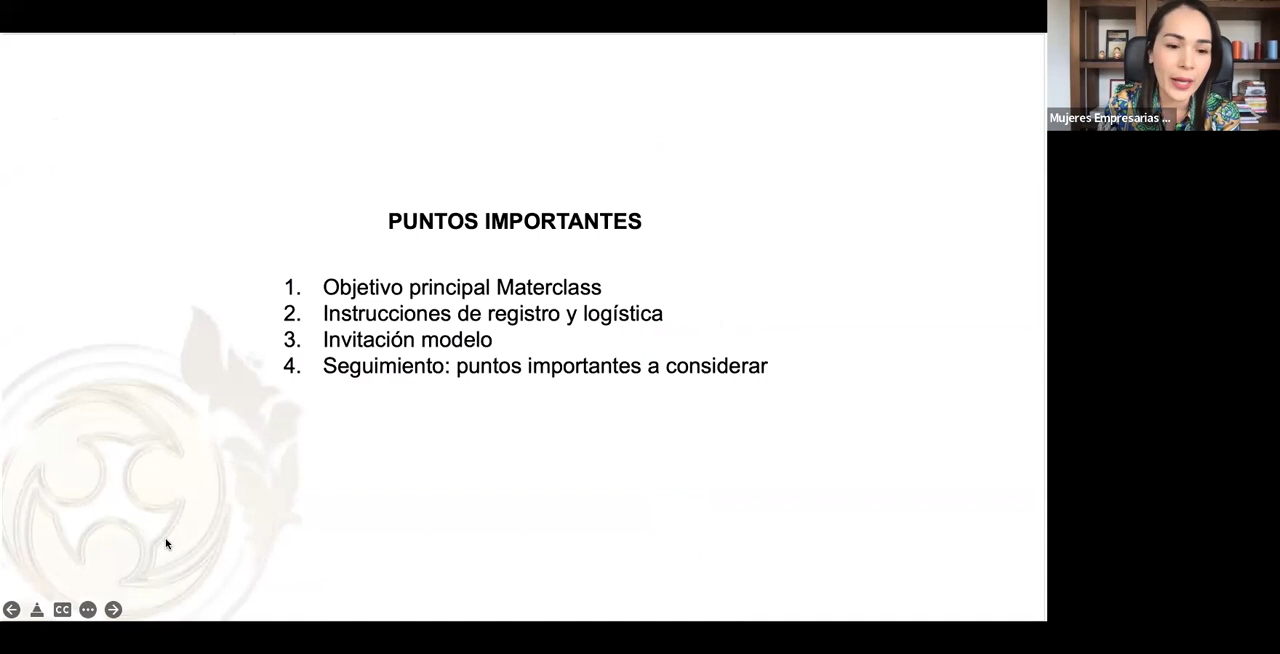 Mujeres Empresarias ...
PUNTOS IMPORTANTES
1. Objetivo principal Materclass
2. Instrucciones de registro y logística
3. Invitación modelo
4. Seguimiento: puntos importantes a considerar
CC